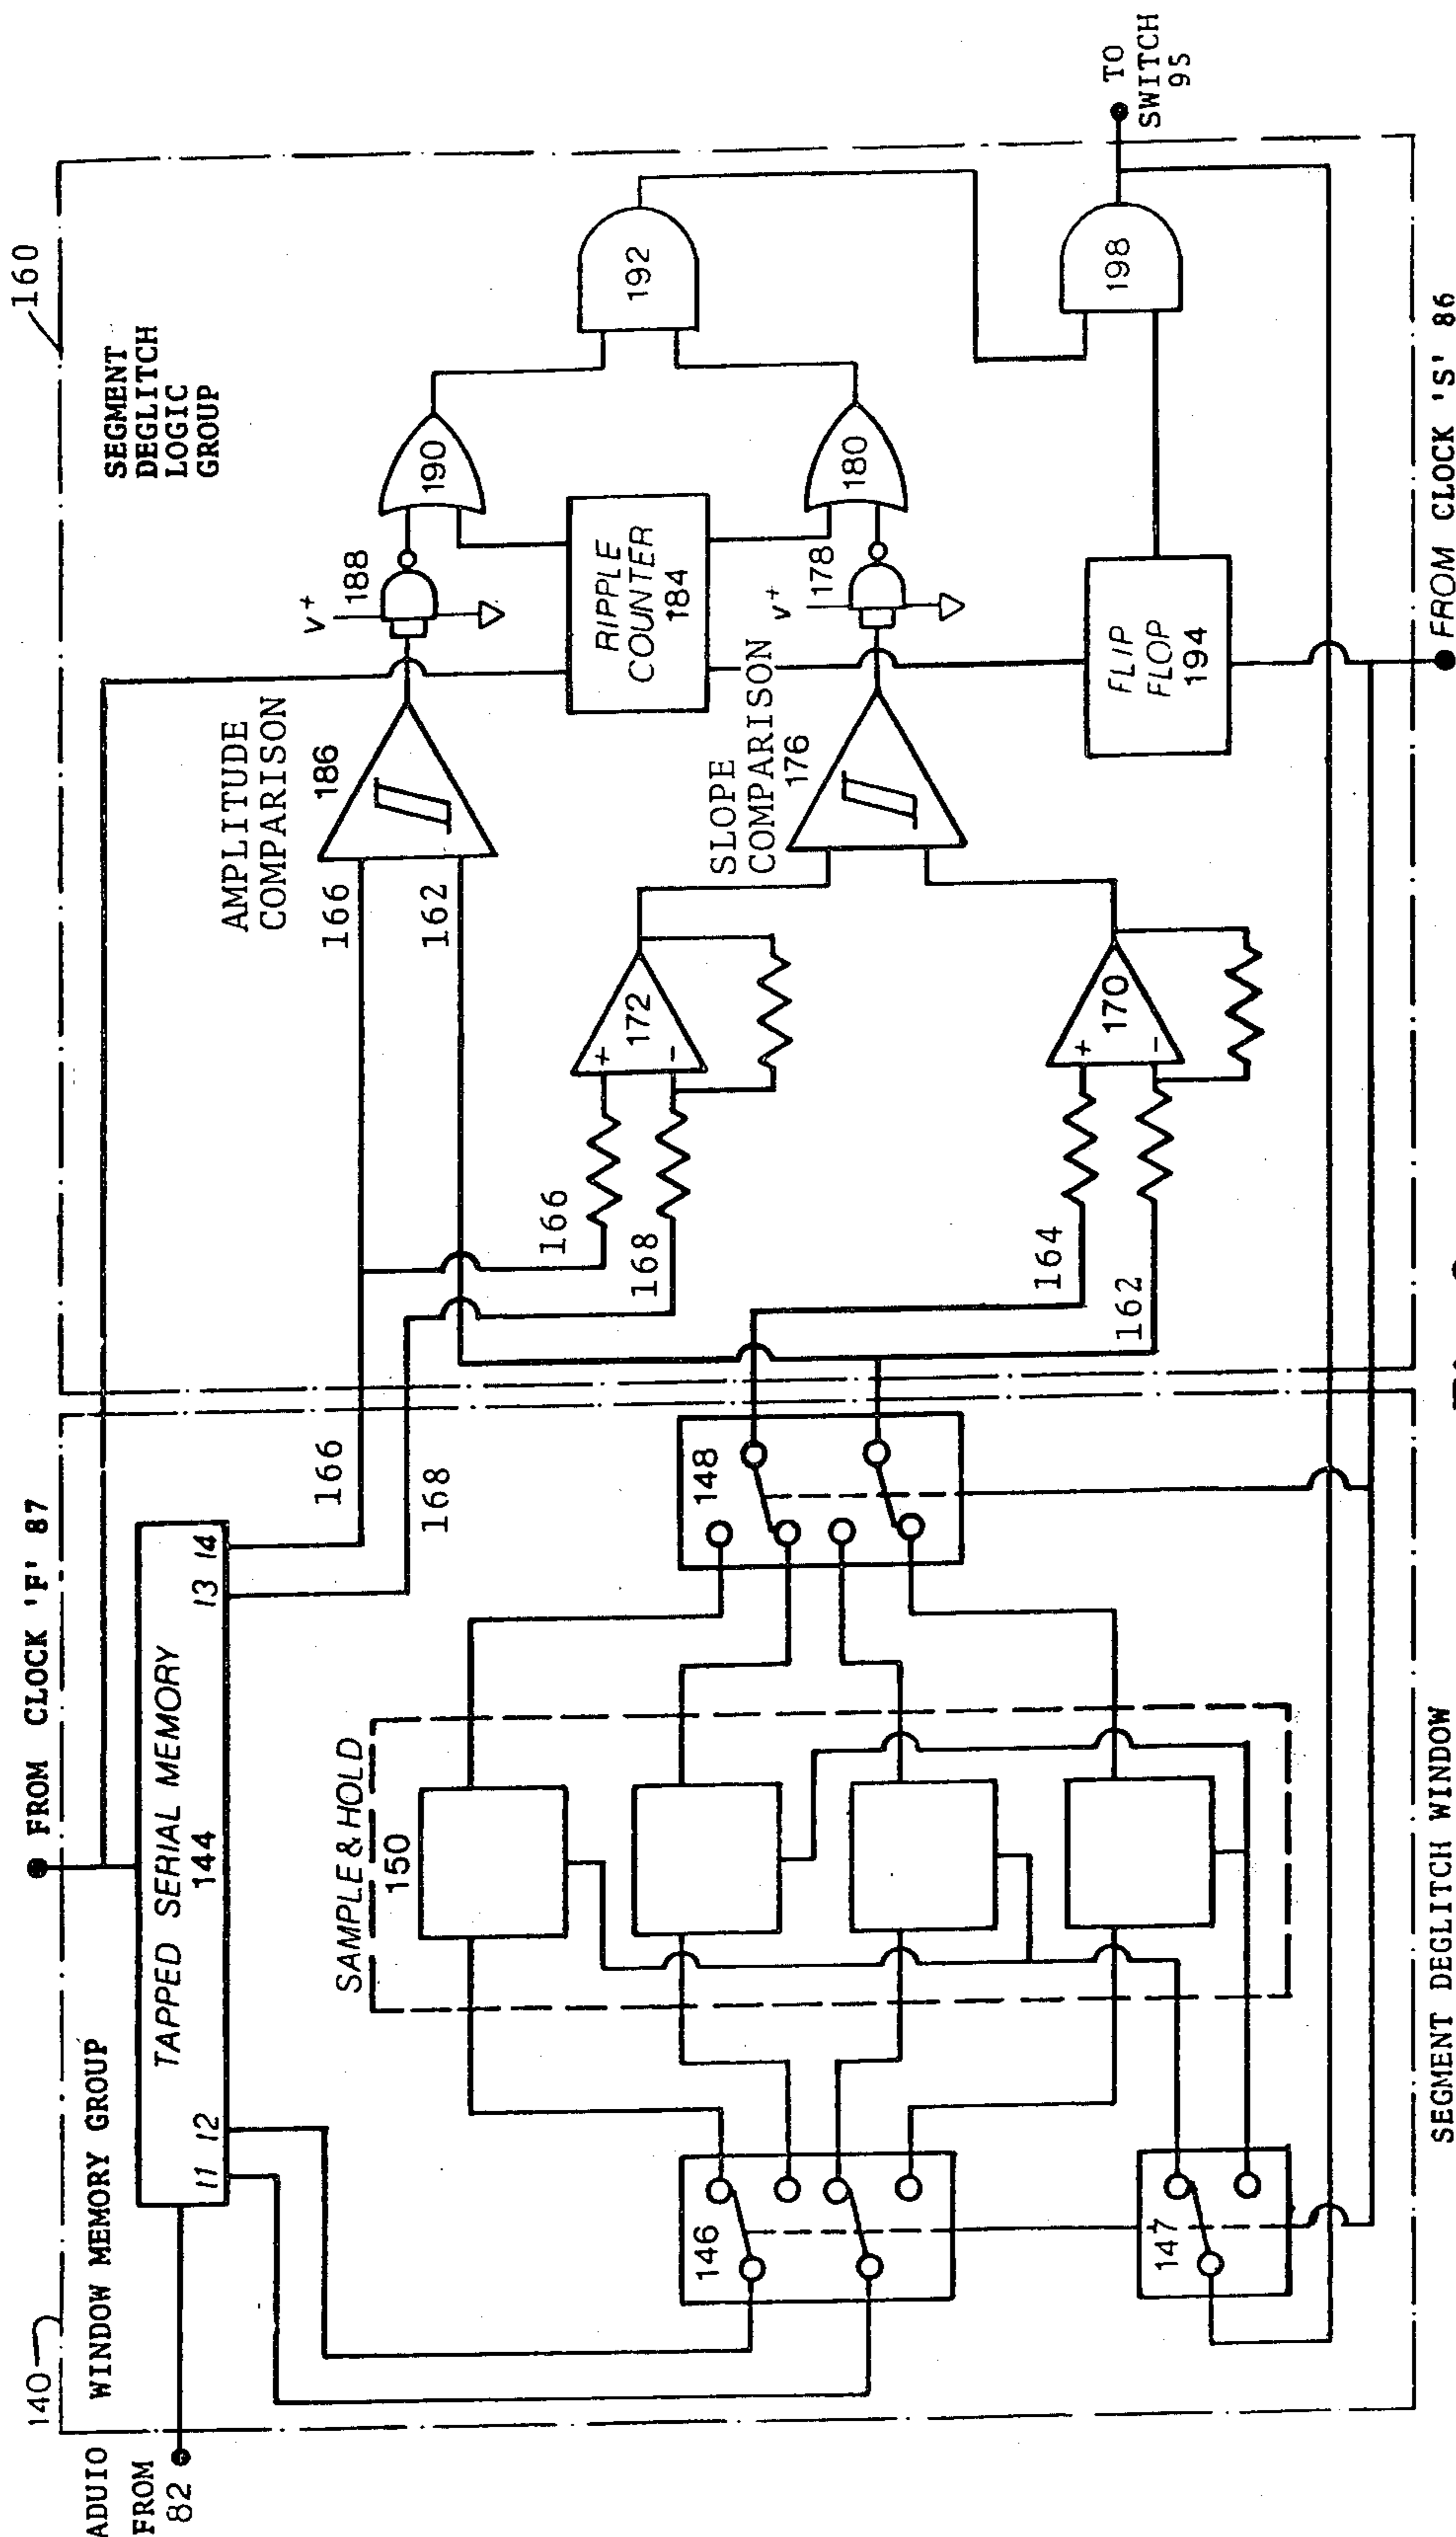 140
FROM CLOCK 'F' 87
160
ADUIO
FROM
82
WINDOW MEMORY GROUP
SEGMENT
DEGLITCH
LOGIC
GROUP
TAPPED SERIAL MEMORY
144
11
12
13
14
166
168
AMPLITUDE
COMPARISON
166
162
186
V+
188
190
SAMPLE & HOLD
150
166
168
172
+
-
RIPPLE
COUNTER
184
192
146
148
SLOPE
COMPARISON
176
V+
178
180
164
162
170
+
-
147
FLIP
FLOP
194
198
TO
SWITCH
95
SEGMENT DEGLITCH WINDOW
FROM CLOCK 'S' 86